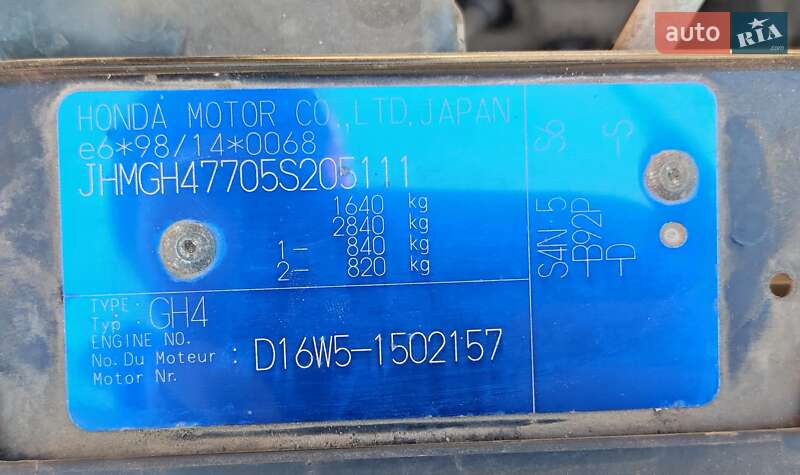 auto RIA
HONDA MOTOR CO.,LTD.JAPAN
e6*98/14*0068
JHMGH47705S205111
1640 kg
2840 kg
1- 840 kg
2- 820 kg
TYPE :
Typ : GH4
ENGINE NO.
No. Du Moteur : D16W5-1502157
Motor Nr.
S4N 5 S6
-B92P
-D -S